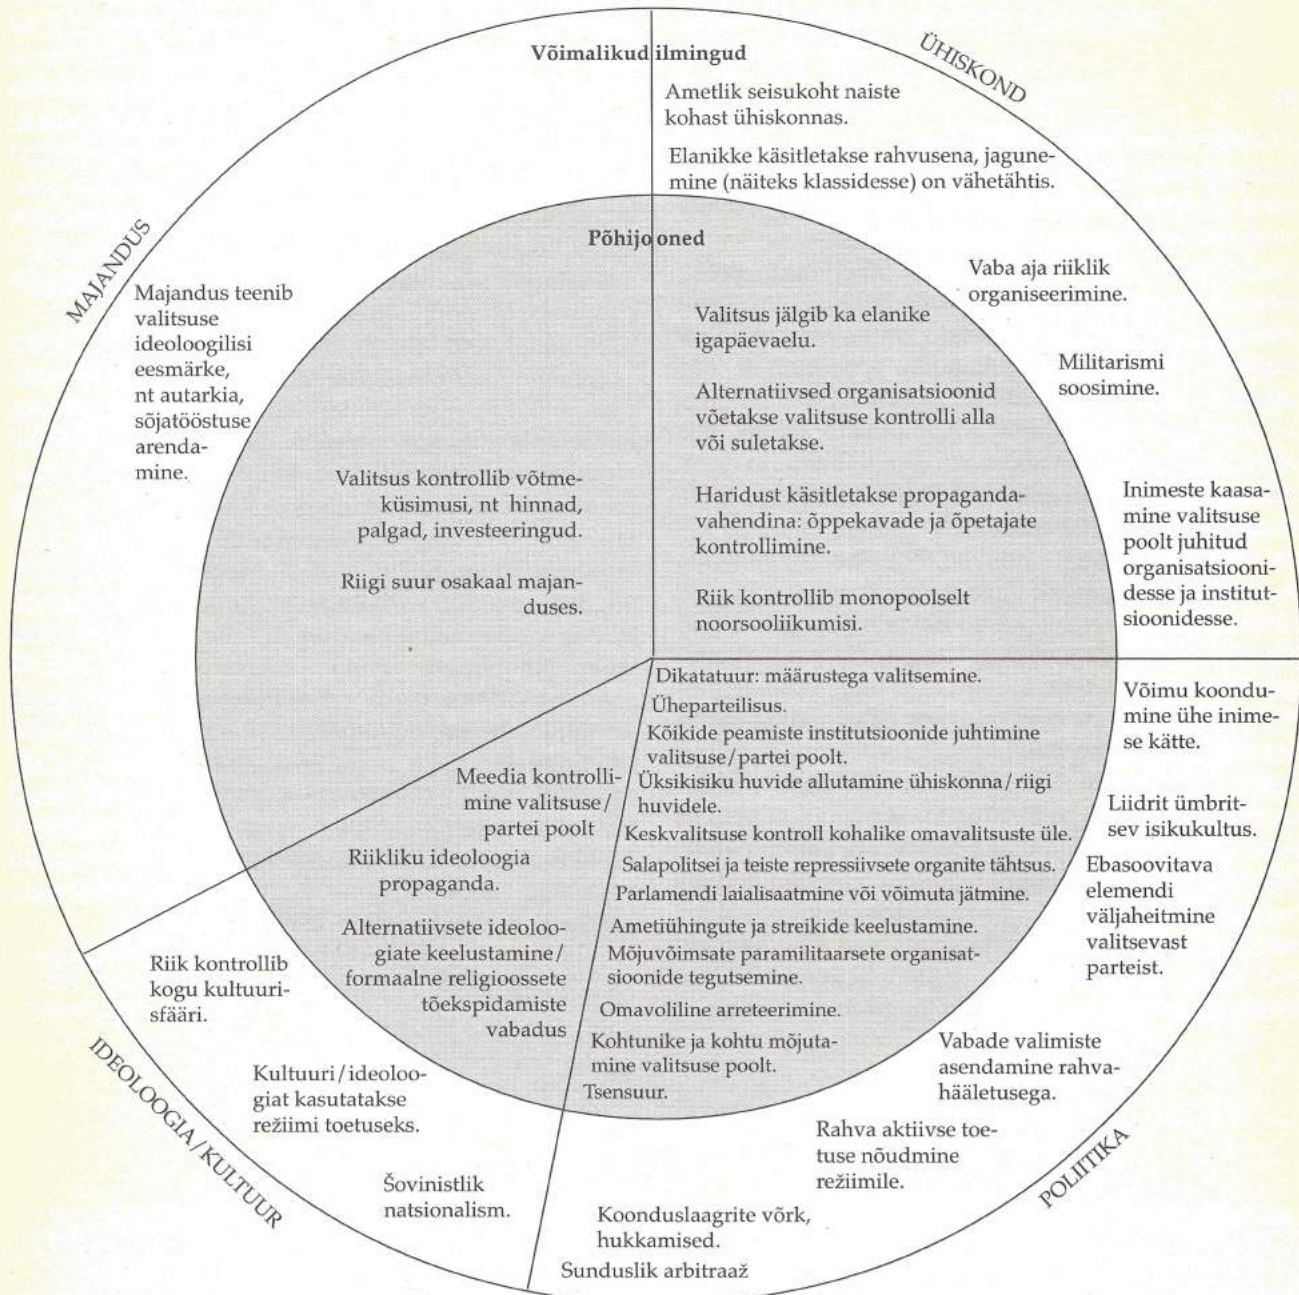 Võimalikud ilmingud
ÜHISKOND
Ametlik seisukoht naiste
kohast ühiskonnas.
Elanikke käsitletakse rahvusena, jagune-
mine (näiteks klassidesse) on vähetähtis.
Vaba aja riiklik
organiseerimine.
Militarismi
soosimine.
Inimeste kaasa-
mine valitsuse
poolt juhitud
organisatsiooni-
desse ja institut-
sioonidesse.
Põhijooned
Valitsus jälgib ka elanike
igapäevaelu.
Alternatiivsed organisatsioonid
võetakse valitsuse kontrolli alla
või suletakse.
Haridust käsitletakse propaganda-
vahendina: õppekavade ja õpetajate
kontrollimine.
Riik kontrollib monopoolselt
noorsooliikumisi.
MAJANDUS
Majandus teenib
valitsuse
ideoloogilisi
eesmärke,
nt autarkia,
sõjatööstuse
arenda-
mine.
Valitsus kontrollib võtme-
küsimusi, nt hinnad,
palgad, investeeringud.
Riigi suur osakaal majan-
duses.
Dikatatuur: määrustega valitsemine.
Üheparteilisus.
Kõikide peamiste institutsioonide juhtimine
valitsuse/partei poolt.
Üksikisiku huvide allutamine ühiskonna/riigi
huvidele.
Keskvalitsuse kontroll kohalike omavalitsuste üle.
Salapolitsei ja teiste repressiivsete organite tähtsus.
Parlamendi laialisaatmine või võimuta jätmine.
Ametiühingute ja streikide keelustamine.
Mõjuvõimsate paramilitaarsete organisat-
sioonide tegutsemine.
Omavoliline arreteerimine.
Kohtunike ja kohtu mõjuta-
mine valitsuse poolt.
Tsensuur.
Võimu koondu-
mine ühe inime-
se kätte.
Liidrit ümbrit-
sev isikukultus.
Ebasoovitava
elemendi
väljaheitmine
valitsevast
parteist.
Vabade valimiste
asendamine rahva-
hääletusega.
Rahva aktiivse toe-
tuse nõudmine
režiimile.
Koonduslaagrite võrk,
hukkamised.
Sunduslik arbitraaž
POLIITIKA
Meedia kontrolli-
mine valitsuse/
partei poolt
Riikliku ideoloogia
propaganda.
Alternatiivsete ideoloo-
giate keelustamine/
formaalne religioossete
tõekspidamiste
vabadus
Riik kontrollib
kogu kultuuri-
sfääri.
Kultuuri/ideoloo-
giat kasutatakse
režiimi toetuseks.
Šovinistlik
natsionalism.
IDEOLOOGIA/KULTUUR